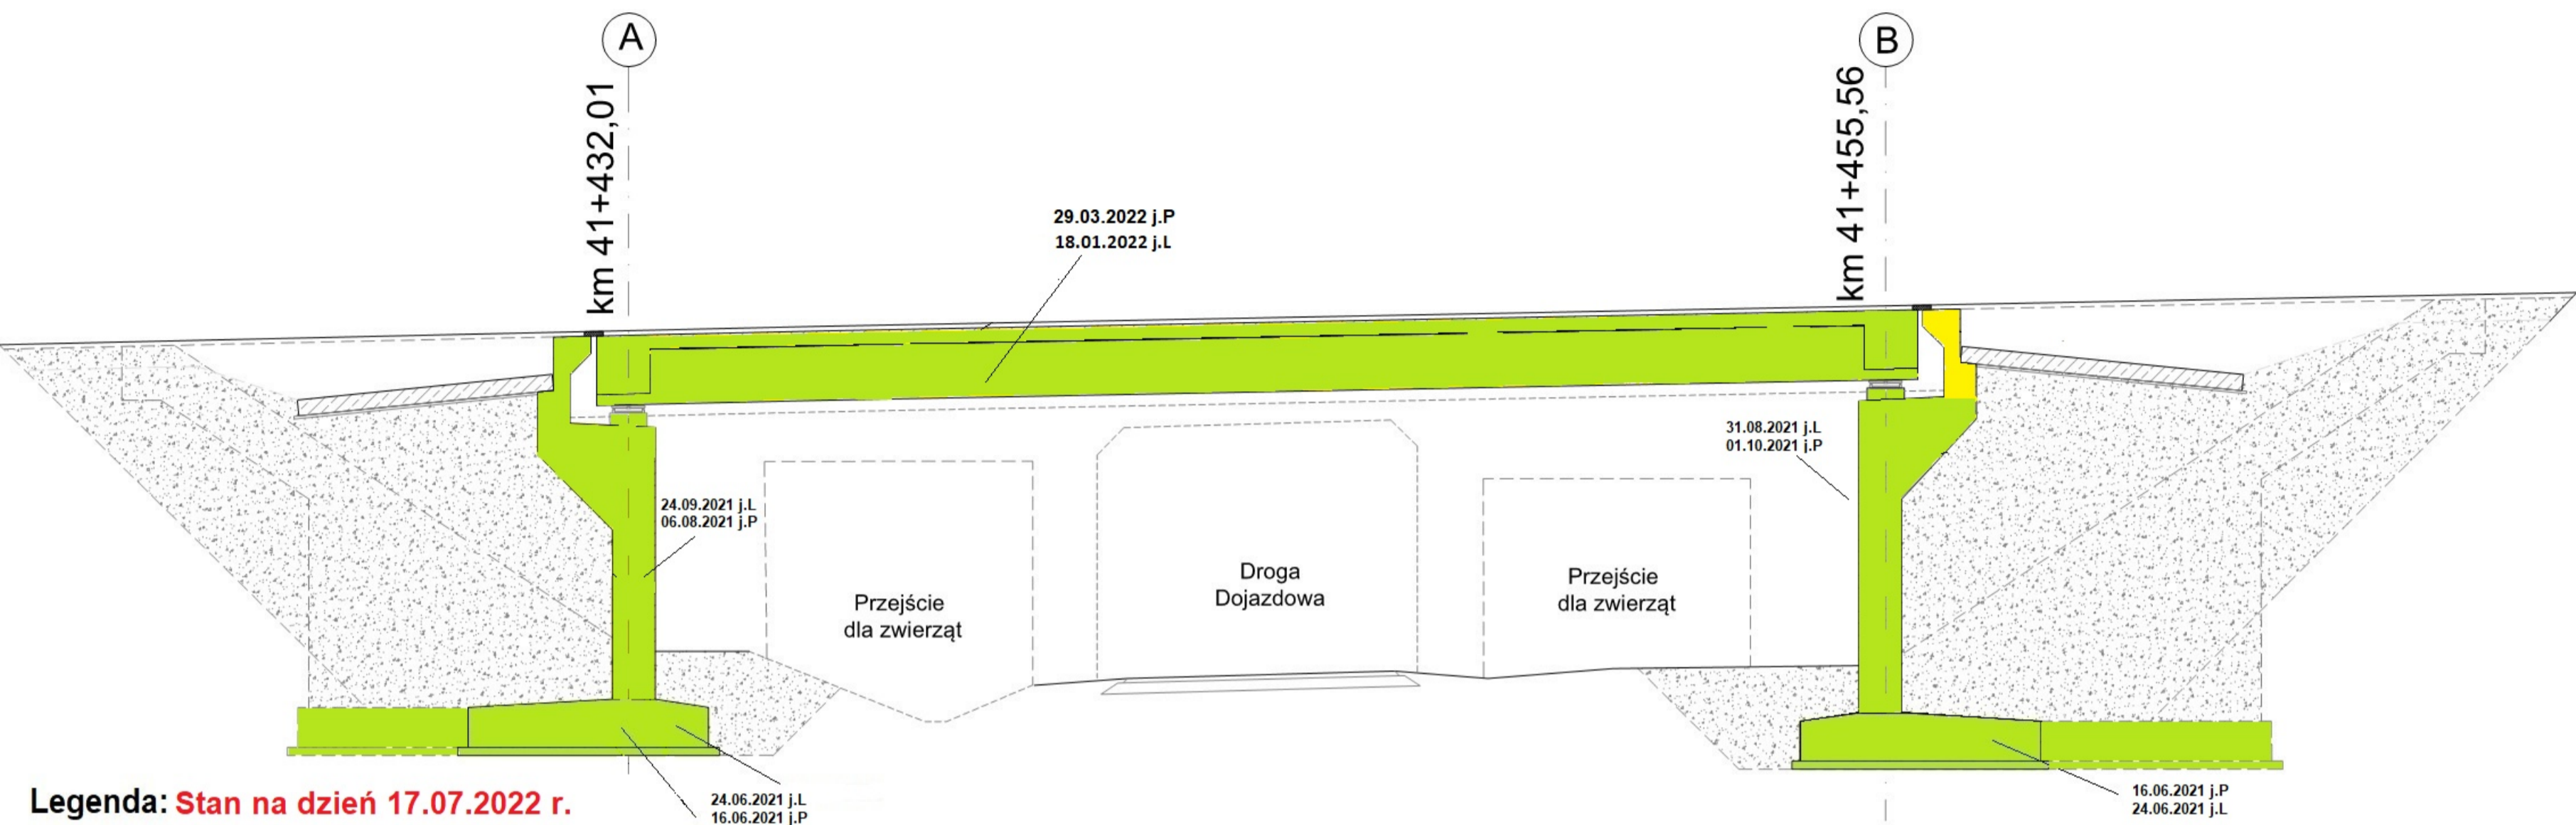 A
B
km 41+432,01
km 41+455,56
29.03.2022 j.P
18.01.2022 j.L
31.08.2021 j.L
01.10.2021 j.P
24.09.2021 j.L
06.08.2021 j.P
Przejście
dla zwierząt
Droga
Dojazdowa
Przejście
dla zwierząt
24.06.2021 j.L
16.06.2021 j.P
16.06.2021 j.P
24.06.2021 j.L
Legenda: Stan na dzień 17.07.2022 r.